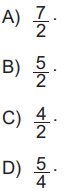 A) 7/2.
B) 5/2.
C) 4/2.
D) 5/4